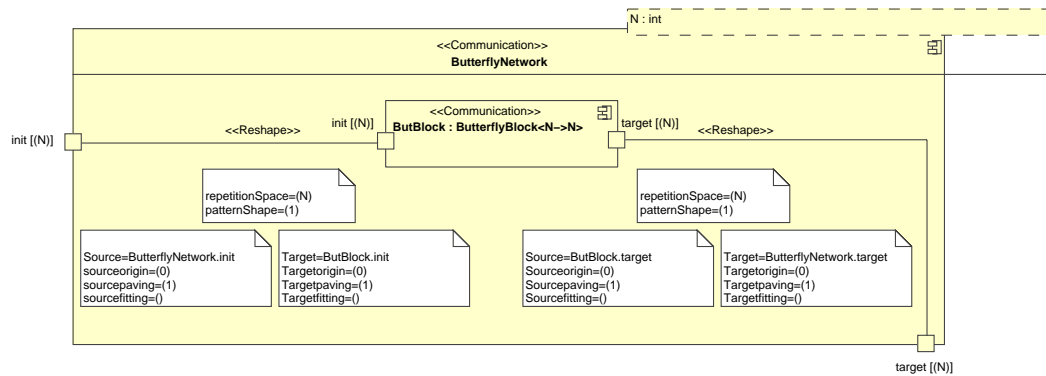 N : int
<<Communication>>
ButterflyNetwork
<<Communication>>
ButBlock : ButterflyBlock<N−>N>
init [(N)]
<<Reshape>>
init [(N)]
target [(N)]
<<Reshape>>
repetitionSpace=(N)
patternShape=(1)
repetitionSpace=(N)
patternShape=(1)
Source=ButterflyNetwork.init
sourceorigin=(0)
sourcepaving=(1)
sourcefitting=()
Target=ButBlock.init
Targetorigin=(0)
Targetpaving=(1)
Targetfitting=()
Source=ButBlock.target
Sourceorigin=(0)
Sourcepaving=(1)
Sourcefitting=()
Target=ButterflyNetwork.target
Targetorigin=(0)
Targetpaving=(1)
Targetfitting=()
target [(N)]